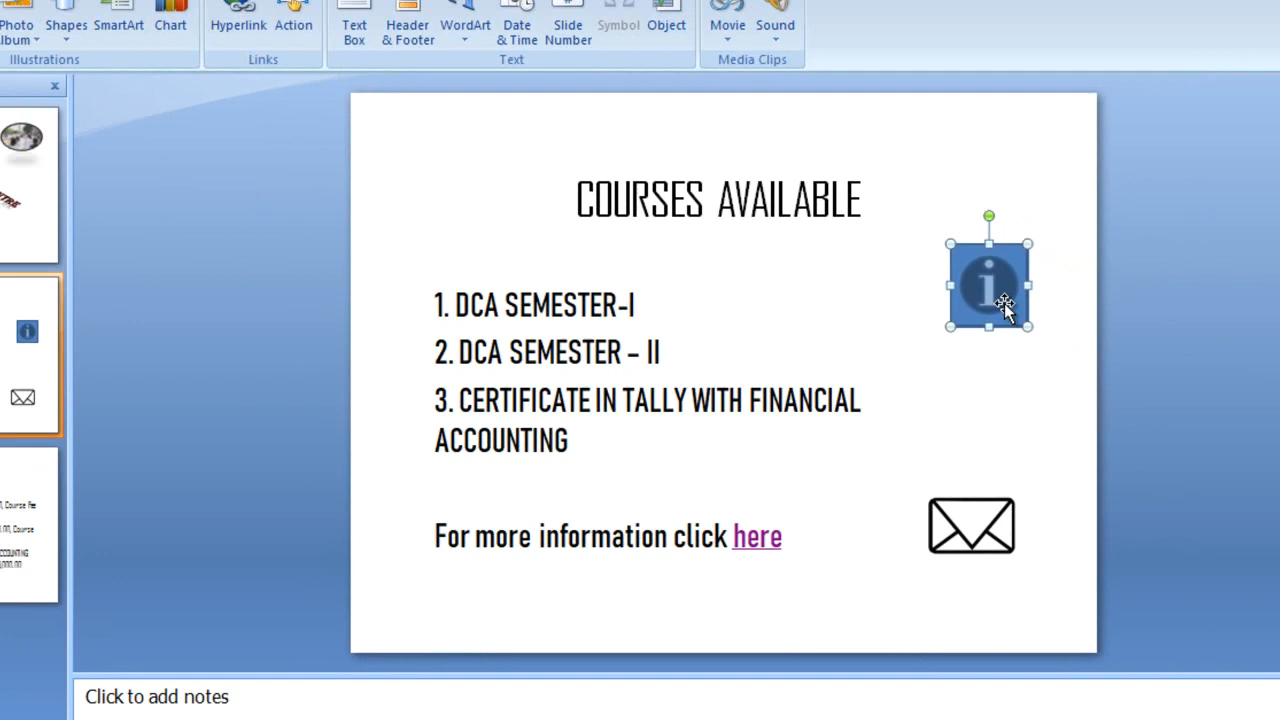 Photo
Album
Shapes
SmartArt
Chart
Hyperlink
Action
Text
Box
Header
& Footer
WordArt
Date
& Time
Slide
Number
Symbol
Object
Movie
Sound
Illustrations
Links
Text
Media Clips
x
COURSES AVAILABLE
1. DCA SEMESTER-I
2. DCA SEMESTER – II
3. CERTIFICATE IN TALLY WITH FINANCIAL
ACCOUNTING
For more information click here
i
Click to add notes